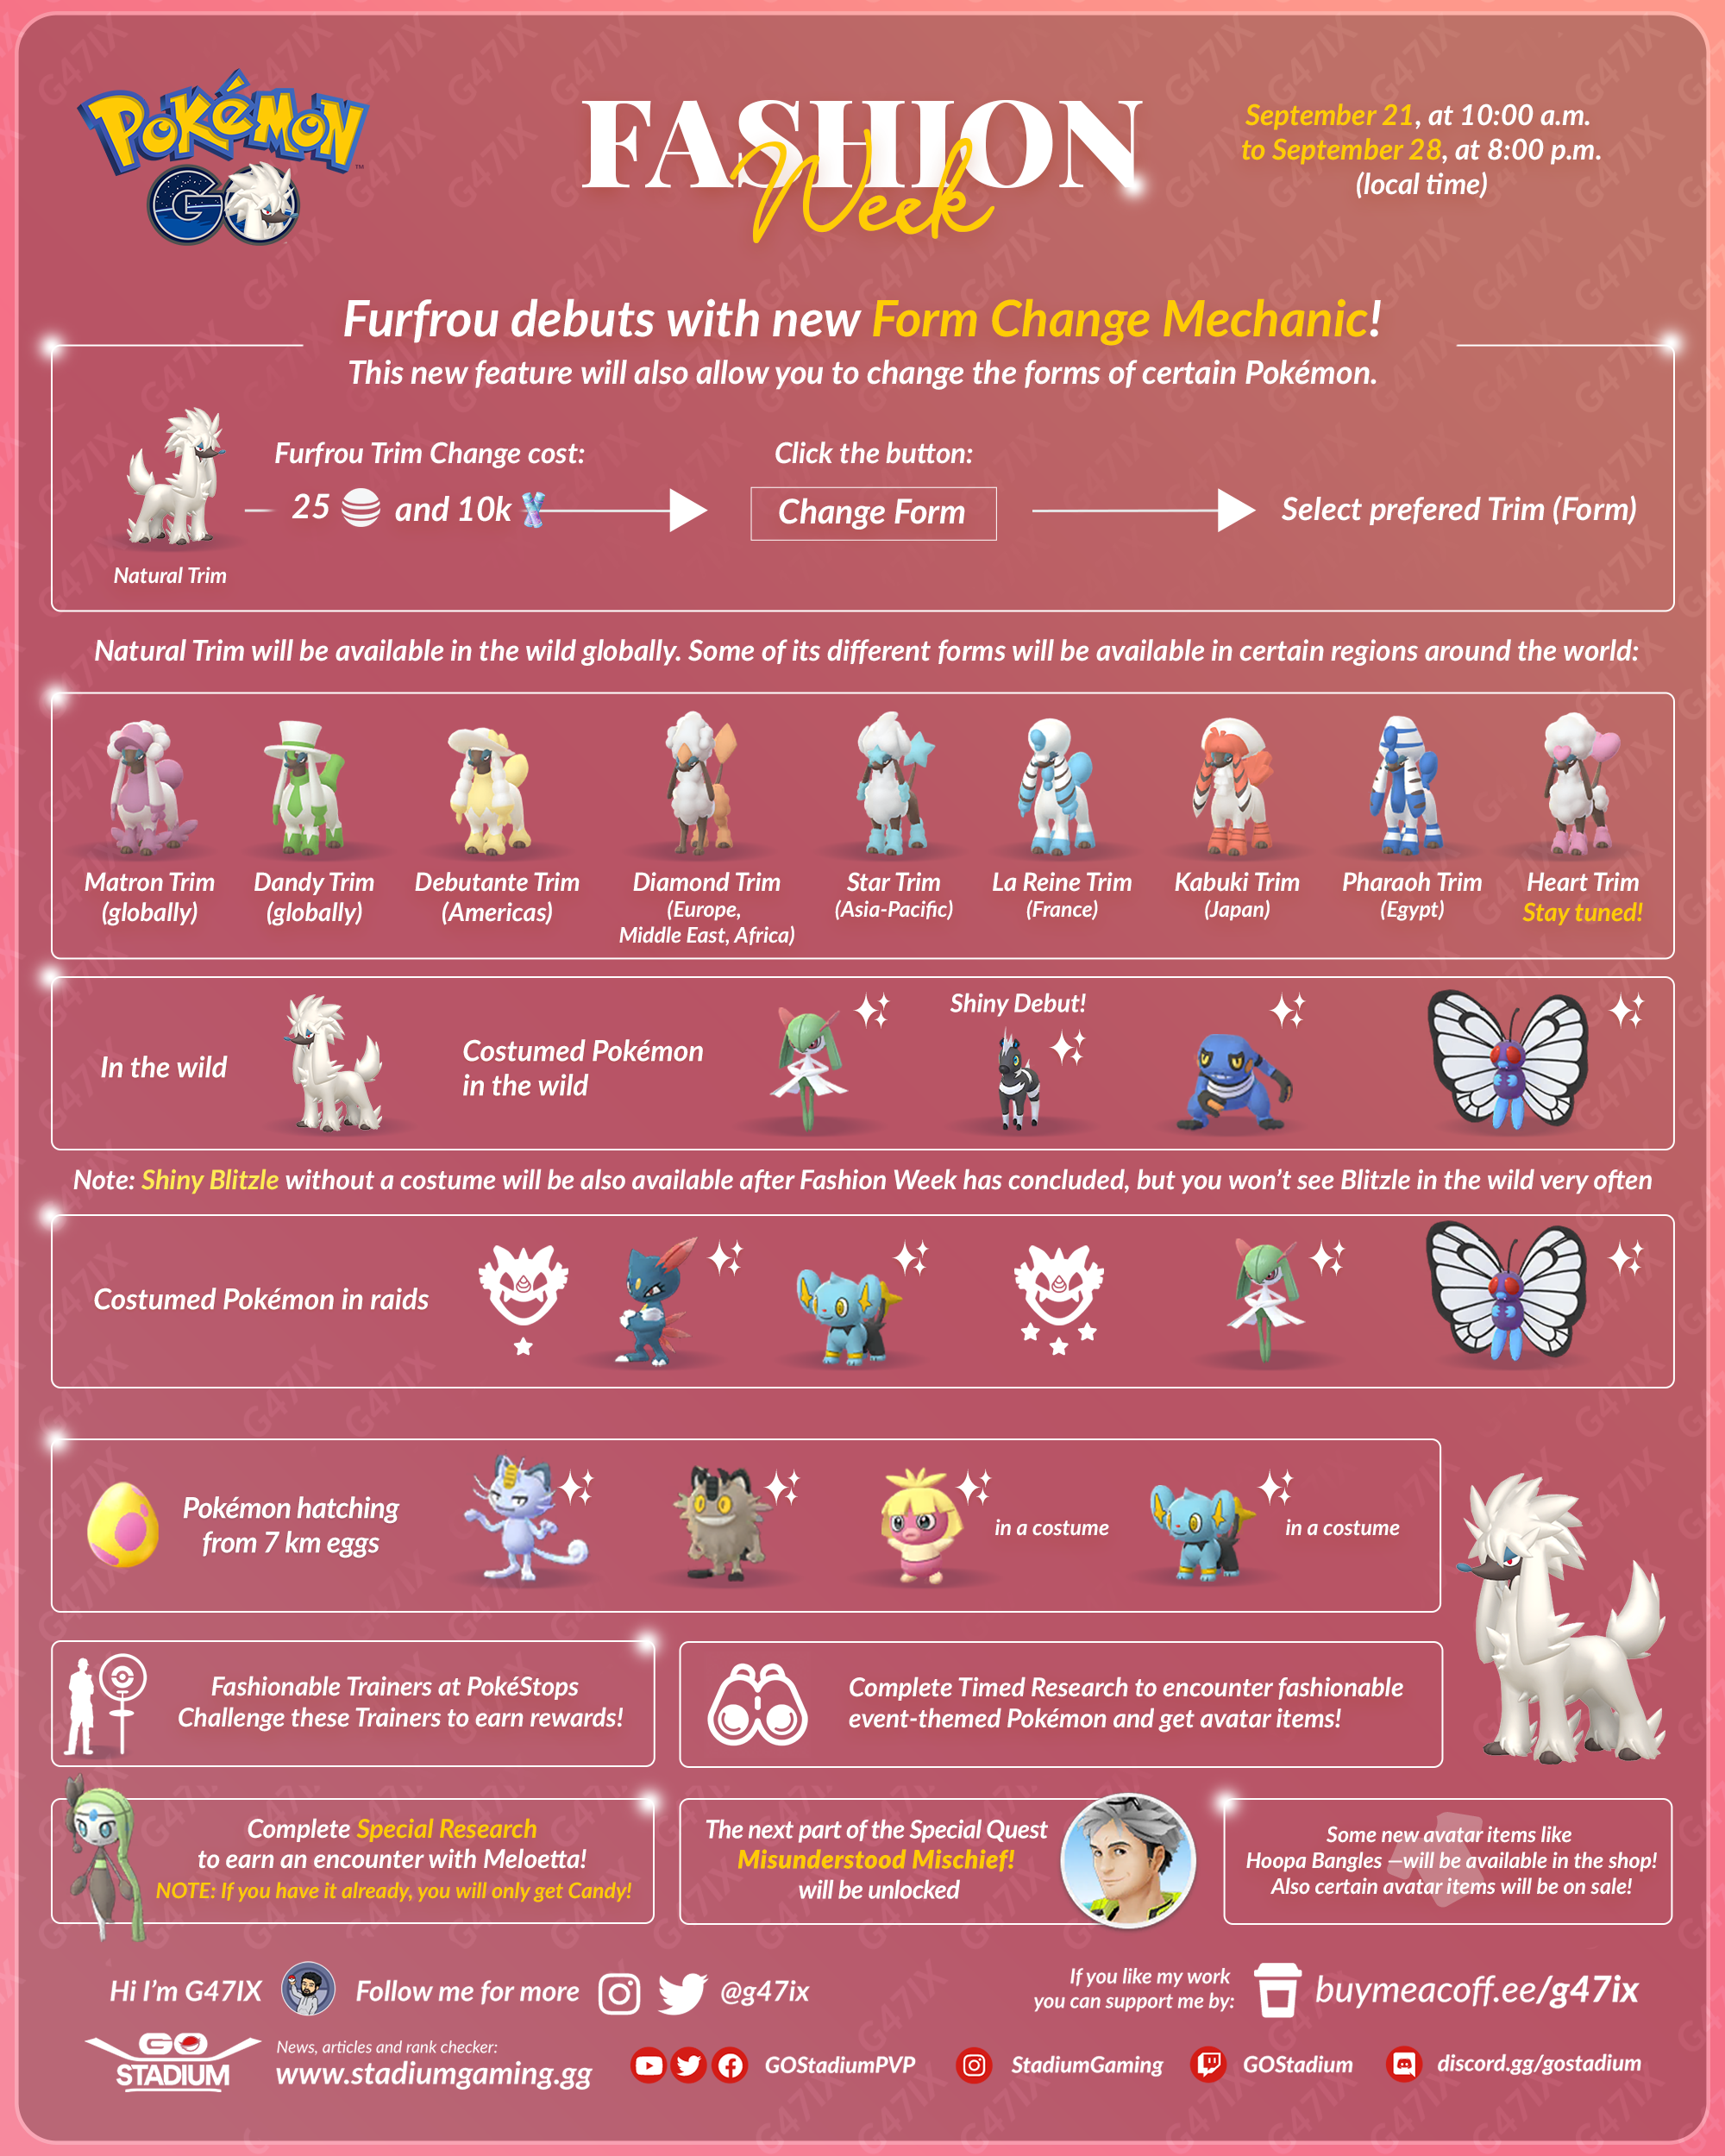 POKéMON
GO
FASHION
Week
September 21, at 10:00 a.m.
to September 28, at 8:00 p.m.
(local time)
Furfrou debuts with new Form Change Mechanic!
This new feature will also allow you to change the forms of certain Pokémon.
Furfrou Trim Change cost:
25 and 10k
Click the button:
Change Form
Select prefered Trim (Form)
Natural Trim
Natural Trim will be available in the wild globally. Some of its different forms will be available in certain regions around the world:
Matron Trim
(globally)
Dandy Trim
(globally)
Debutante Trim
(Americas)
Diamond Trim
(Europe,
Middle East, Africa)
Star Trim
(Asia-Pacific)
La Reine Trim
(France)
Kabuki Trim
(Japan)
Pharaoh Trim
(Egypt)
Heart Trim
Stay tuned!
In the wild
Costumed Pokémon
in the wild
Shiny Debut!
Note: Shiny Blitzle without a costume will be also available after Fashion Week has concluded, but you won't see Blitzle in the wild very often
Costumed Pokémon in raids
Pokémon hatching
from 7 km eggs
in a costume
in a costume
Fashionable Trainers at PokéStops
Challenge these Trainers to earn rewards!
Complete Timed Research to encounter fashionable
event-themed Pokémon and get avatar items!
Complete Special Research
to earn an encounter with Meloetta!
NOTE: If you have it already, you will only get Candy!
The next part of the Special Quest
Misunderstood Mischief!
will be unlocked
Some new avatar items like
Hoopa Bangles —will be available in the shop!
Also certain avatar items will be on sale!
Hi I'm G47IX
Follow me for more
@g47ix
If you like my work
you can support me by:
buymeacoff.ee/g47ix
GO
STADIUM
News, articles and rank checker:
www.stadiumgaming.gg
GOStadiumPVP
StadiumGaming
GOStadium
discord.gg/gostadium
G47IX